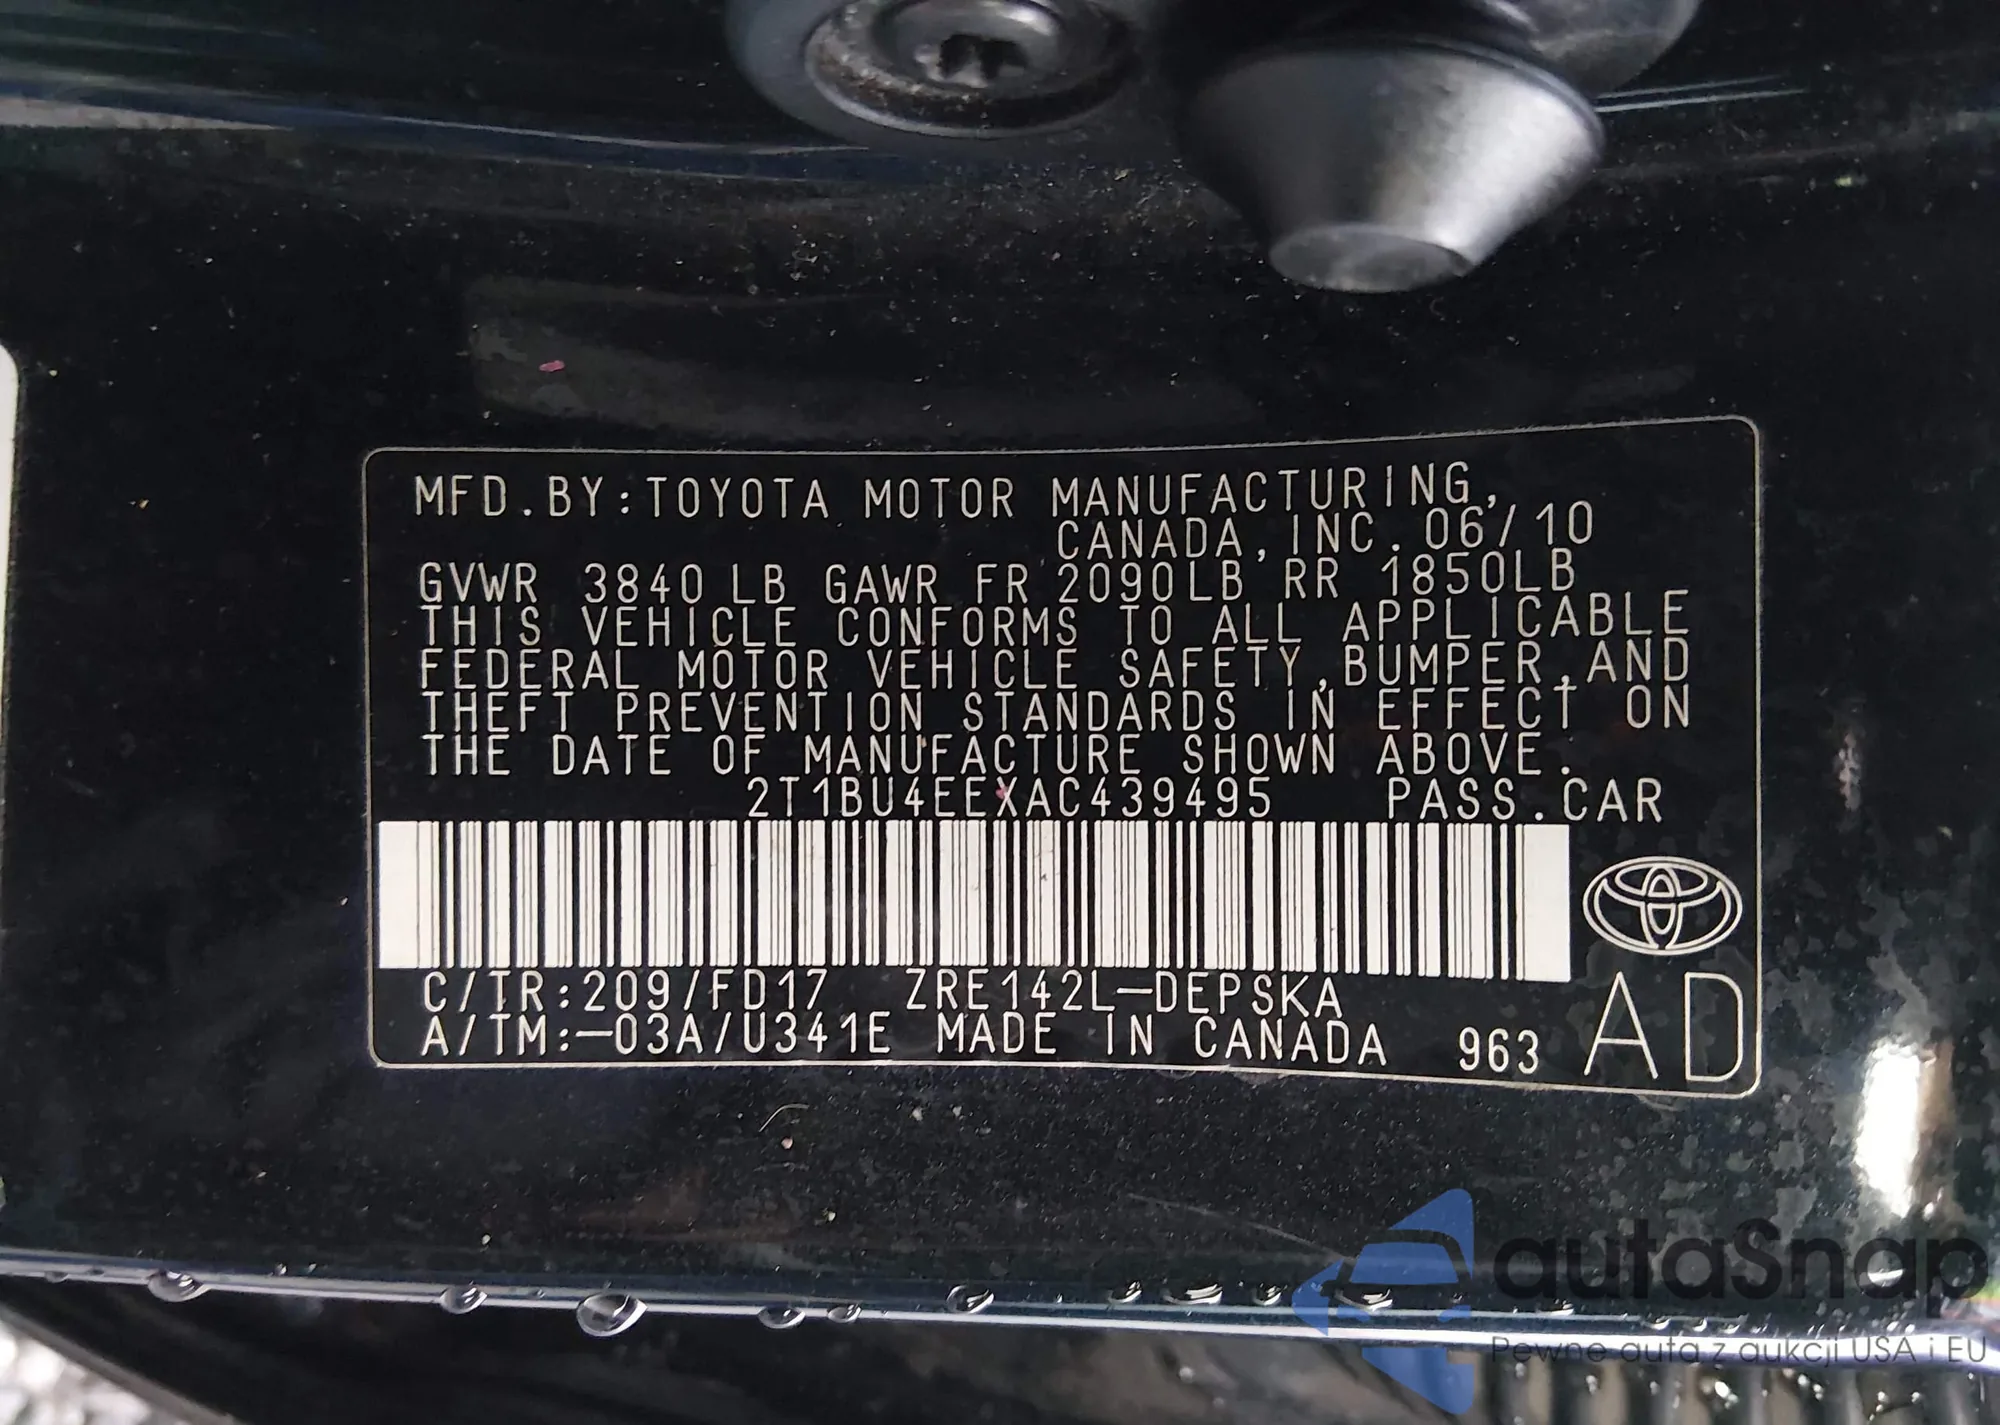 MFD.BY:TOYOTA MOTOR MANUFACTURING,
CANADA,INC. 06/10
GVWR 3840 LB GAWR FR 2090LB RR 1850LB
THIS VEHICLE CONFORMS TO ALL APPLICABLE
FEDERAL MOTOR VEHICLE SAFETY,BUMPER,AND
THEFT PREVENTION STANDARDS IN EFFECT ON
THE DATE OF MANUFACTURE SHOWN ABOVE.
2T1BU4EEXAC439495 PASS.CAR
C/TR:209/FD17 ZRE142L-DEPSKA
A/TM:-03A/U341E MADE IN CANADA 963 AD
autaSnap
Pewne auta z aukcji USA i EU